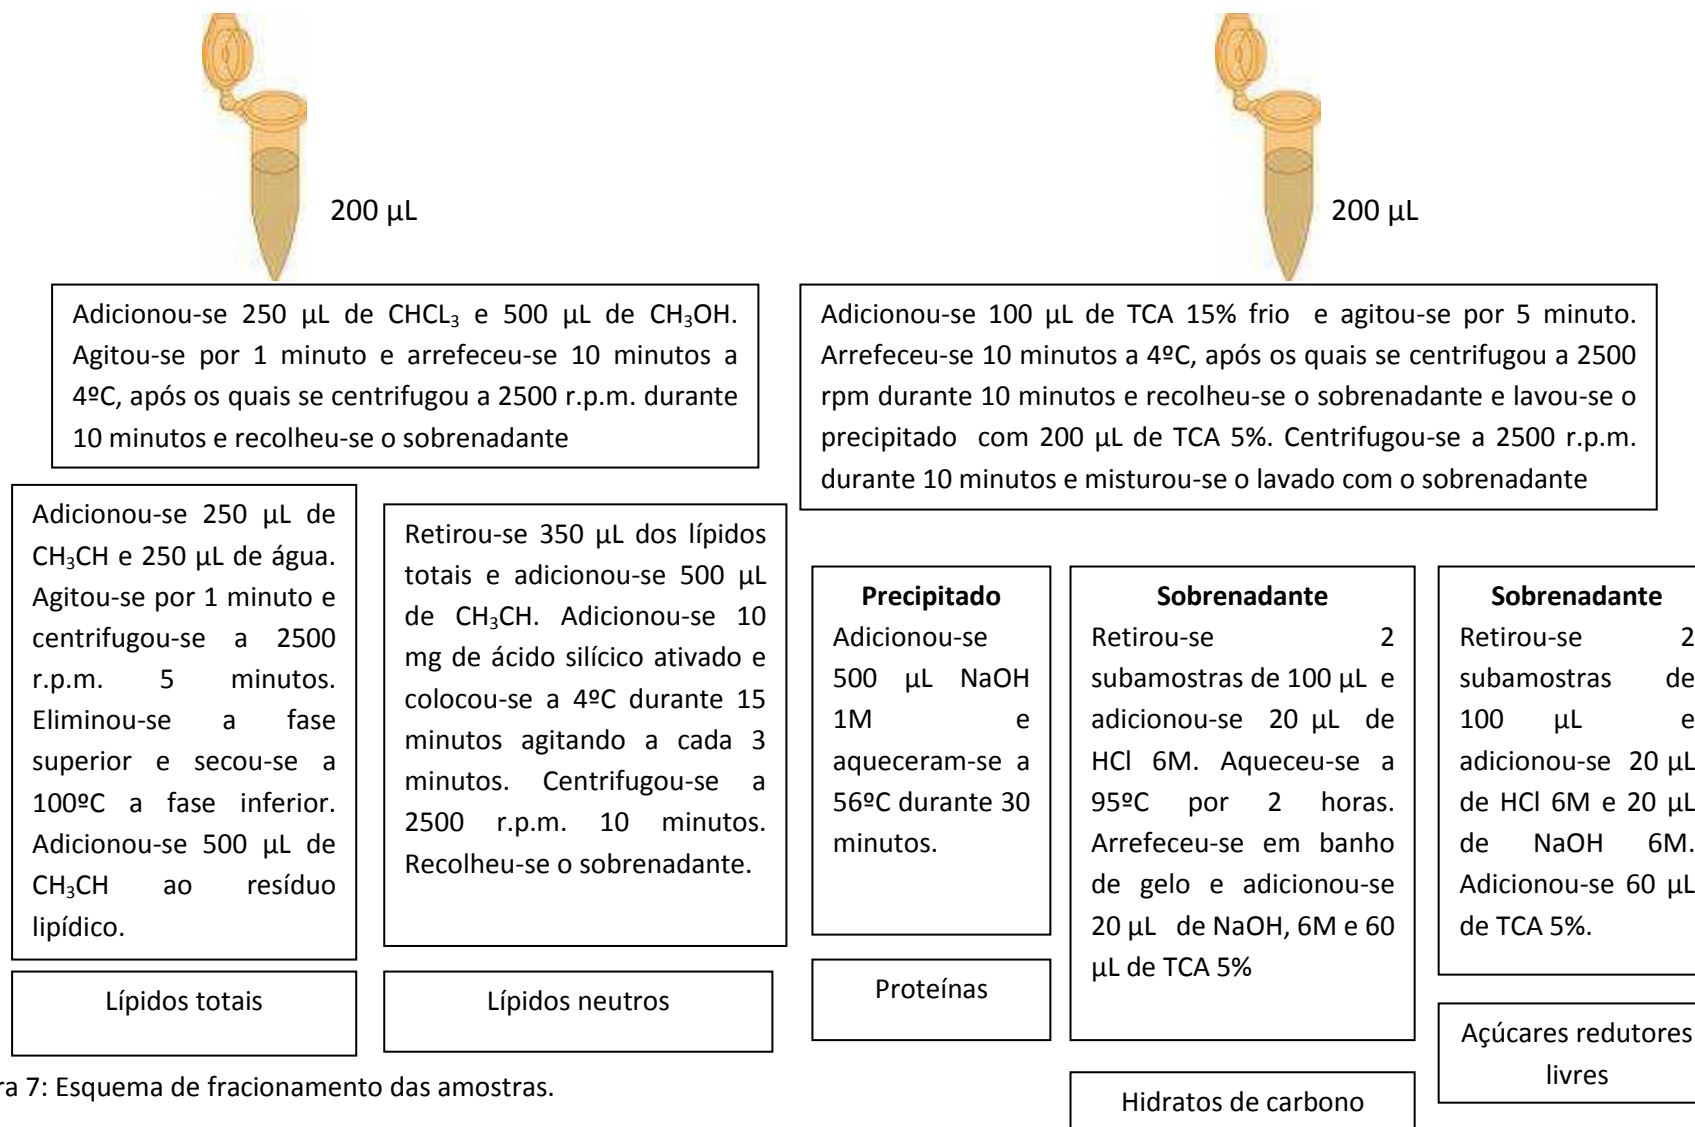 200 µL
200 µL
Adicionou-se 250 µL de CHCL₃ e 500 µL de CH₃OH.
Agitou-se por 1 minuto e arrefeceu-se 10 minutos a
4ºC, após os quais se centrifugou a 2500 r.p.m. durante
10 minutos e recolheu-se o sobrenadante
Adicionou-se 100 µL de TCA 15% frio e agitou-se por 5 minuto.
Arrefeceu-se 10 minutos a 4ºC, após os quais se centrifugou a 2500
rpm durante 10 minutos e recolheu-se o sobrenadante e lavou-se o
precipitado com 200 µL de TCA 5%. Centrifugou-se a 2500 r.p.m.
durante 10 minutos e misturou-se o lavado com o sobrenadante
Adicionou-se 250 µL de
CH₃CH e 250 µL de água.
Agitou-se por 1 minuto e
centrifugou-se a 2500
r.p.m. 5 minutos.
Eliminou-se a fase
superior e secou-se a
100ºC a fase inferior.
Adicionou-se 500 µL de
CH₃CH ao resíduo
lipídico.
Lípidos totais
Retirou-se 350 µL dos lípidos
totais e adicionou-se 500 µL
de CH₃CH. Adicionou-se 10
mg de ácido silícico ativado e
colocou-se a 4ºC durante 15
minutos agitando a cada 3
minutos. Centrifugou-se a
2500 r.p.m. 10 minutos.
Recolheu-se o sobrenadante.
Lípidos neutros
Precipitado
Adicionou-se
500 µL NaOH
1M e
aqueceram-se a
56ºC durante 30
minutos.
Proteínas
Sobrenadante
Retirou-se 2
subamostras de 100 µL e
adicionou-se 20 µL de
HCl 6M. Aqueceu-se a
95ºC por 2 horas.
Arrefeceu-se em banho
de gelo e adicionou-se
20 µL de NaOH, 6M e 60
µL de TCA 5%
Hidratos de carbono
Sobrenadante
Retirou-se 2
subamostras de
100 µL e
adicionou-se 20 µL
de HCl 6M e 20 µL
de NaOH 6M.
Adicionou-se 60 µL
de TCA 5%.
Açúcares redutores
livres
ra 7: Esquema de fracionamento das amostras.